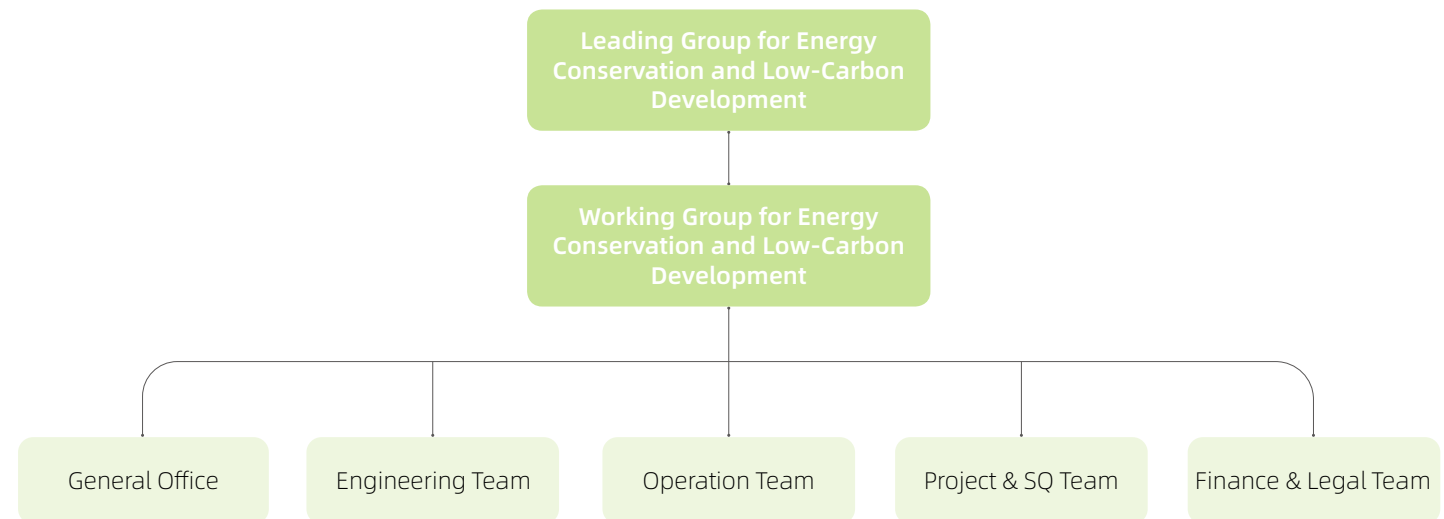 Leading Group for Energy
Conservation and Low-Carbon
Development
Working Group for Energy
Conservation and Low-Carbon
Development
General Office
Engineering Team
Operation Team
Project & SQ Team
Finance & Legal Team